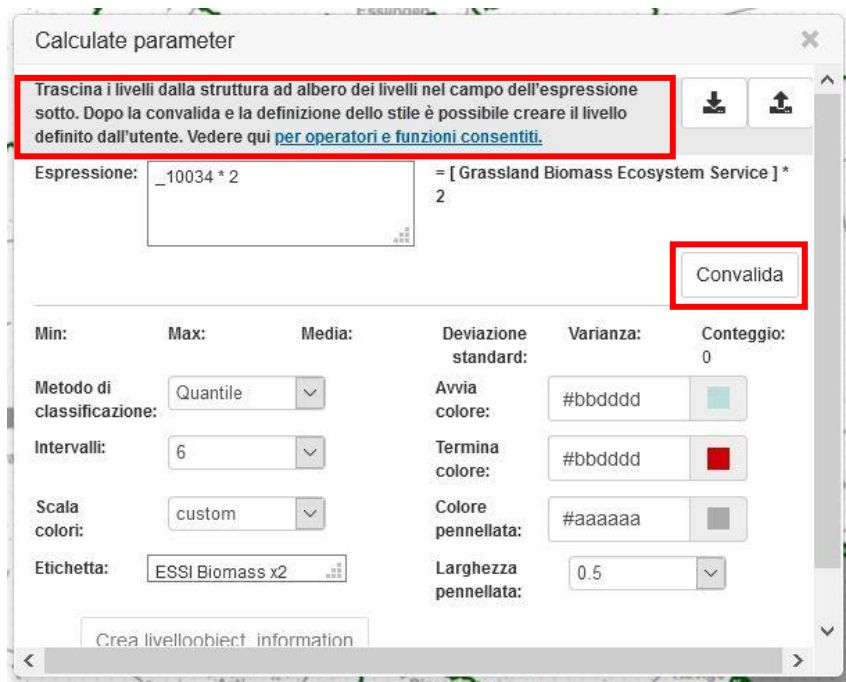 Esslingen
Calculate parameter
Trascina i livelli dalla struttura ad albero dei livelli nel campo dell'espressione
sotto. Dopo la convalida e la definizione dello stile è possibile creare il livello
definito dall'utente. Vedere qui per operatori e funzioni consentiti.
Espressione:
_10034 * 2
= [ Grassland Biomass Ecosystem Service ] *
2
Convalida
Min: Max: Media: Deviazione standard: Varianza: Conteggio:
0
Metodo di classificazione: Quantile Avvia colore: #bbdddd
Intervalli: 6 Termina colore: #bbdddd
Scala colori: custom Colore pennellata: #aaaaaa
Etichetta: ESSI Biomass x2 Larghezza pennellata: 0.5
Crea livelloobject_information